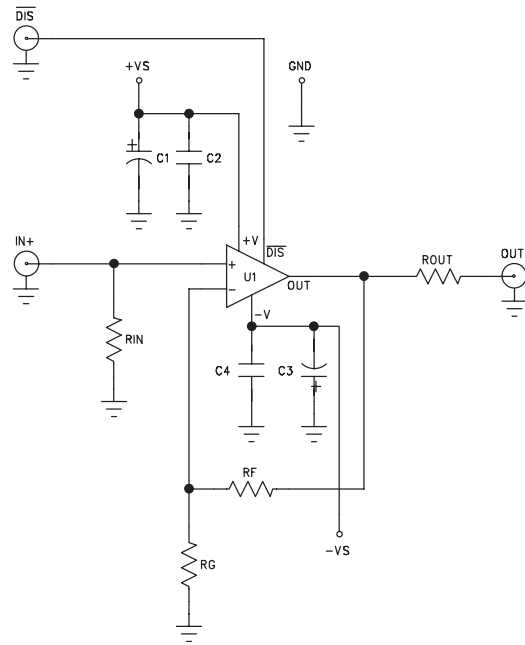 DIS
+VS
GND
+
C1
C2
IN+
+V
DIS
+
U1
−
OUT
ROUT
OUT
−V
RIN
C4
C3
+
RF
−VS
RG